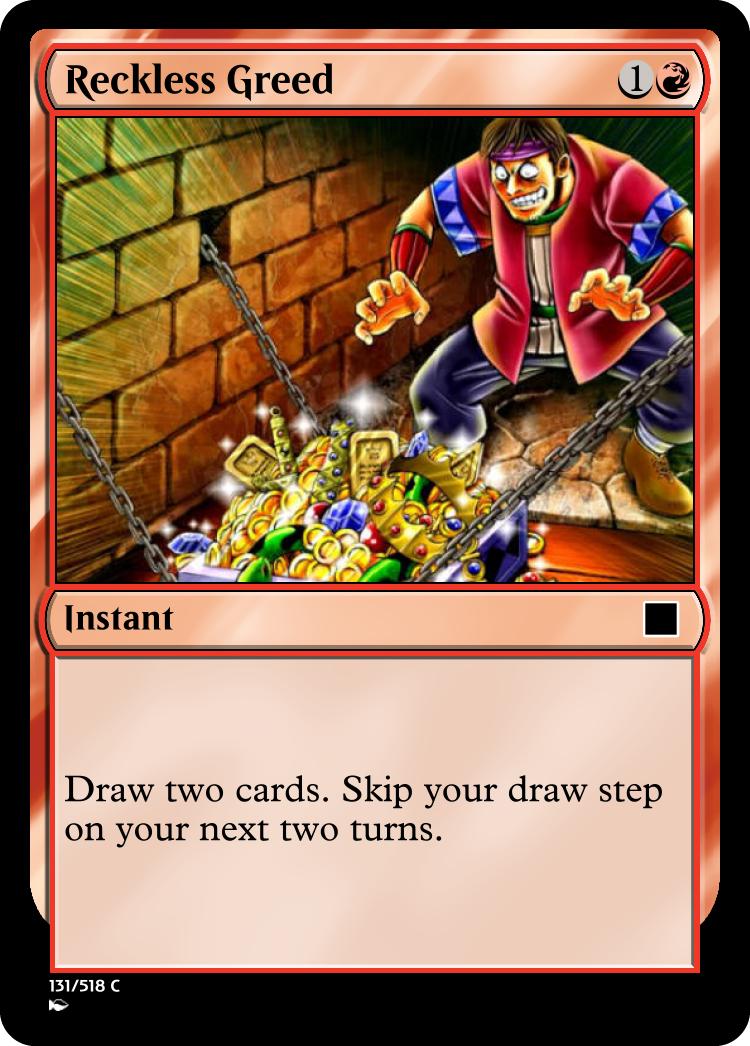 Reckless Greed 1
Instant
Draw two cards. Skip your draw step
on your next two turns.
131/518 C